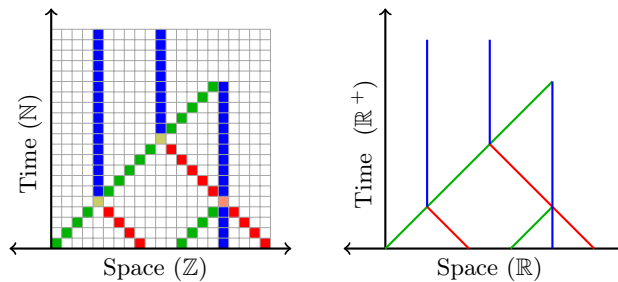 Time (ℕ)
Space (ℤ)
Time (ℝ⁺)
Space (ℝ)